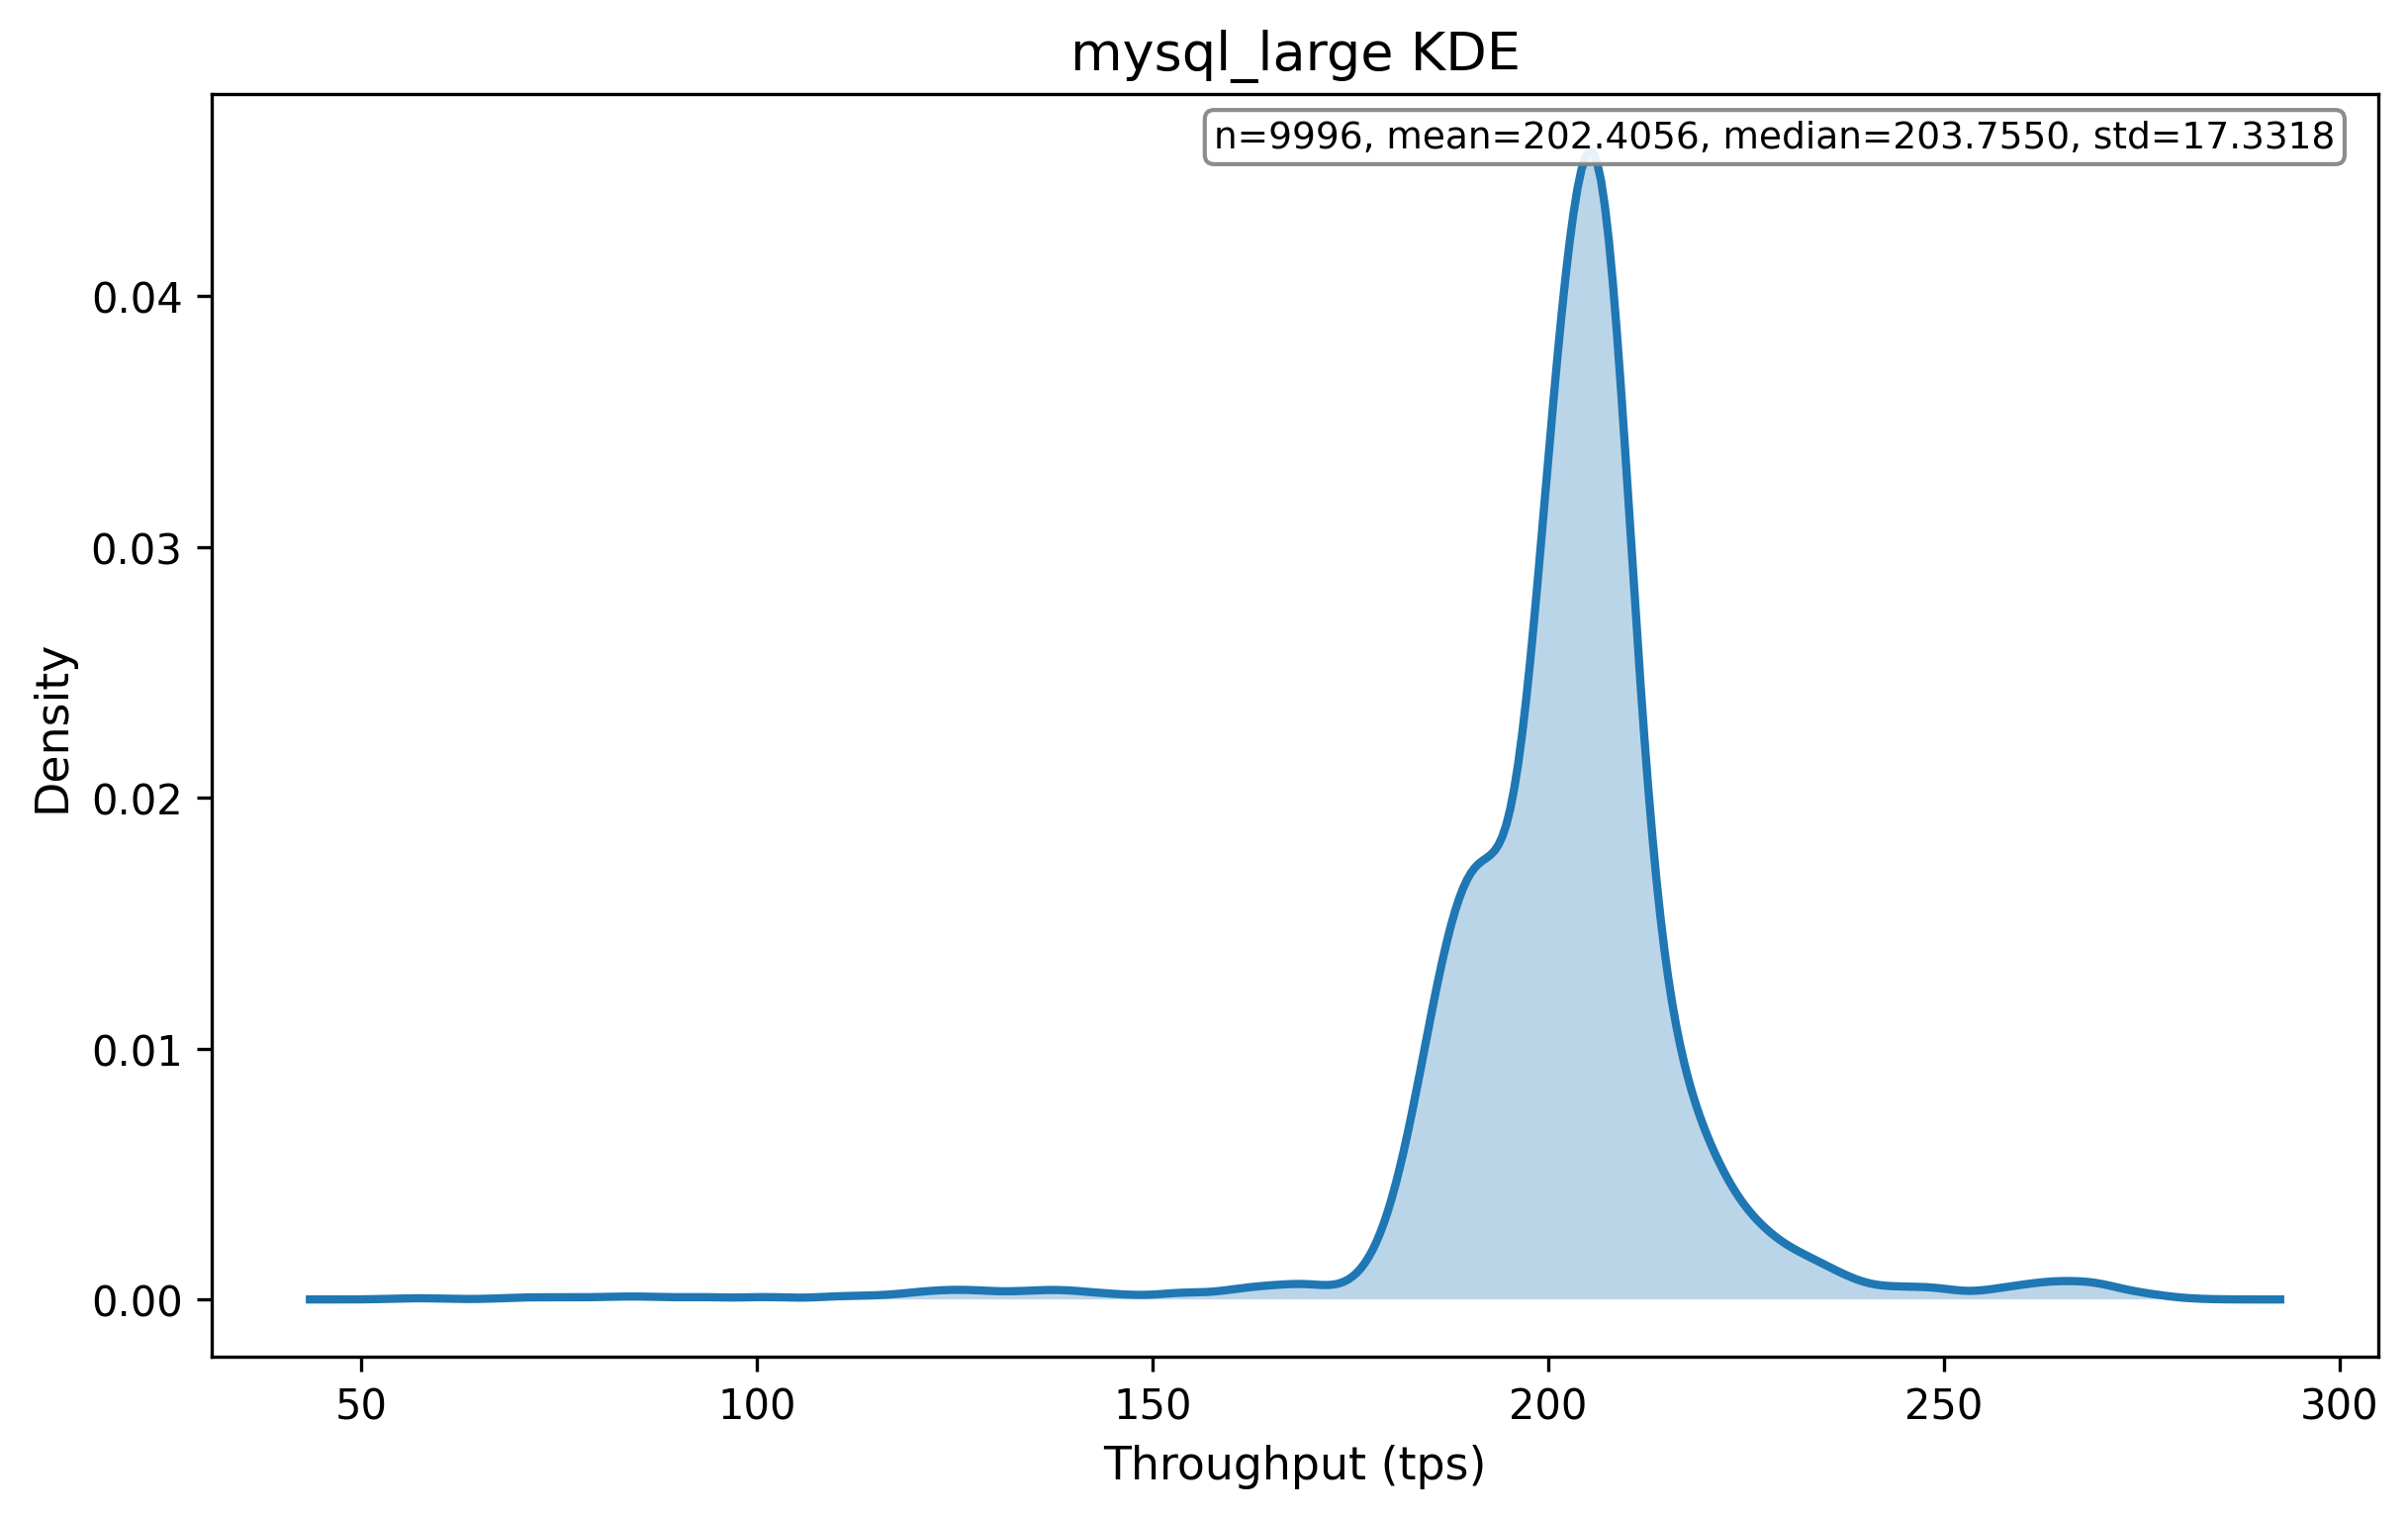 mysql_large KDE
n=9996, mean=202.4056, median=203.7550, std=17.3318
Density
0.04
0.03
0.02
0.01
0.00
50 100 150 200 250 300
Throughput (tps)